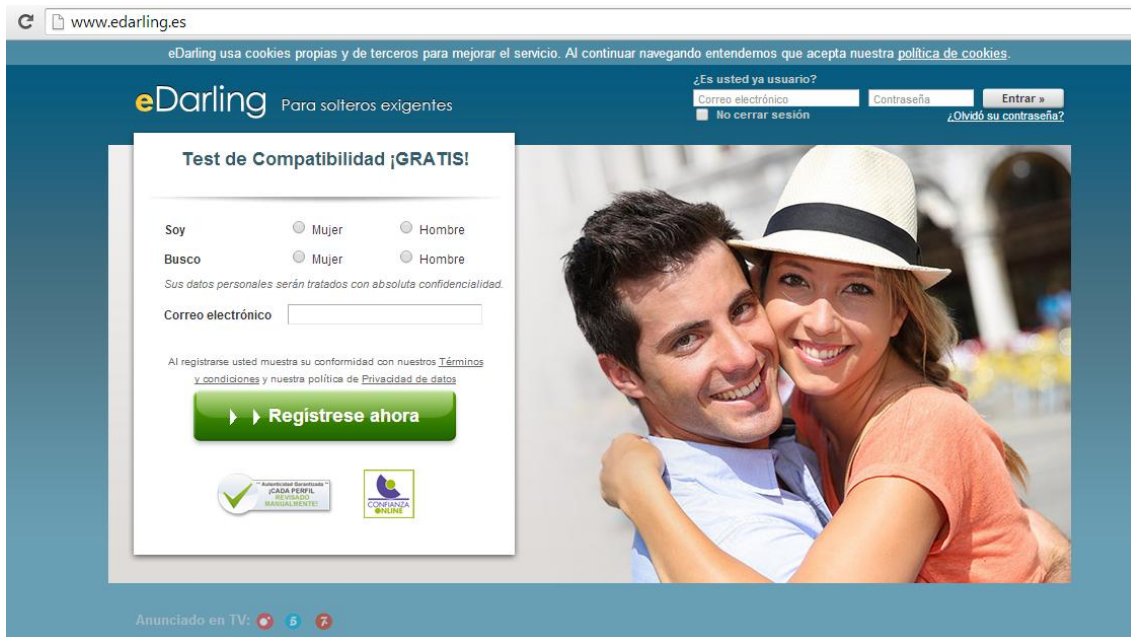 www.edarling.es
eDarling usa cookies propias y de terceros para mejorar el servicio. Al continuar navegando entendemos que acepta nuestra política de cookies.
¿Es usted ya usuario?
eDarling Para solteros exigentes
Correo electrónico Contraseña Entrar »
No cerrar sesión ¿Olvidó su contraseña?
Test de Compatibilidad ¡GRATIS!
Soy Mujer Hombre
Busco Mujer Hombre
Sus datos personales serán tratados con absoluta confidencialidad.
Correo electrónico
Al registrarse usted muestra su conformidad con nuestros Términos
y condiciones y nuestra política de Privacidad de datos
Regístrese ahora
Autenticidad Garantizada
¡CADA PERFIL
REVISADO
MANUALMENTE!
CONFIANZA
ONLINE
Anunciado en TV: